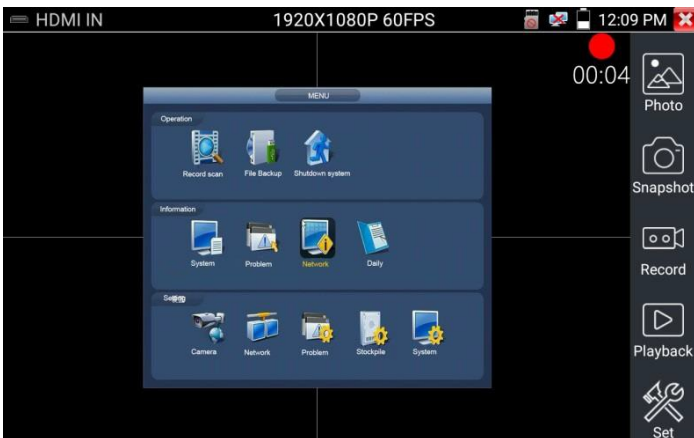 HDMI IN 1920X1080P 60FPS 12:09 PM
00:04
Photo
Snapshot
Record
Playback
Set
MENU
Operation
Record scan File Backup Shutdown system
Information
System Problem Network Daily
Camera Network Problem Stockpile System